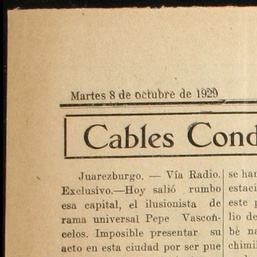 Martes 8 de octubre de 1929
Cables Cond
Juarezburgo. — Vía Radio.
Exclusivo.—Hoy salió rumbo
esa capital, el ilusionista de
rama universal Pepe Vascon-
celos. Imposible presentar su
acto en esta ciudad por ser pue
se han
estaci
este p
lio de
bé na
chimi